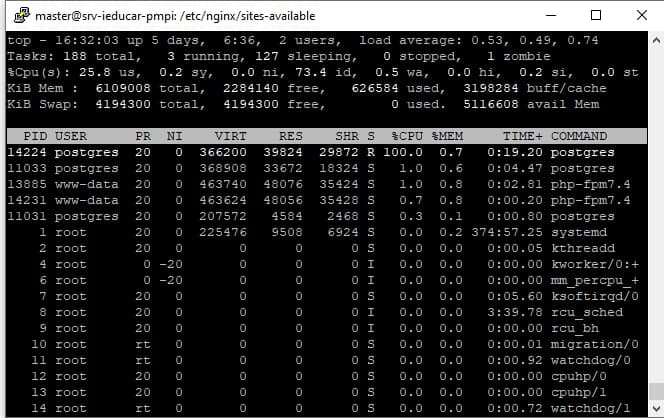 master@srv-ieducar-pmpi: /etc/nginx/sites-available
top - 16:32:03 up 5 days,  6:36,  2 users,  load average: 0.53, 0.49, 0.74
Tasks: 188 total,   3 running, 127 sleeping,   0 stopped,   1 zombie
%Cpu(s): 25.8 us,  0.2 sy,  0.0 ni, 73.4 id,  0.5 wa,  0.0 hi,  0.2 si,  0.0 st
KiB Mem :  6109008 total,  2284140 free,   626584 used,  3198284 buff/cache
KiB Swap:  4194300 total,  4194300 free,        0 used.  5116608 avail Mem
PID USER PR NI VIRT RES SHR S %CPU %MEM TIME+ COMMAND
14224 postgres 20 0 366200 39824 29872 R 100.0 0.7 0:19.20 postgres
11033 postgres 20 0 368908 33672 18324 S 1.0 0.6 0:04.47 postgres
13885 www-data 20 0 463740 48076 35424 S 1.0 0.8 0:02.81 php-fpm7.4
14231 www-data 20 0 463624 48056 35428 S 0.7 0.8 0:00.20 php-fpm7.4
11031 postgres 20 0 207572 4584 2468 S 0.3 0.1 0:00.80 postgres
1 root 20 0 225476 9508 6924 S 0.0 0.2 374:57.25 systemd
2 root 20 0 0 0 0 S 0.0 0.0 0:00.05 kthreadd
4 root 0 -20 0 0 0 I 0.0 0.0 0:00.00 kworker/0:+
6 root 0 -20 0 0 0 I 0.0 0.0 0:00.00 mm_percpu_+
7 root 20 0 0 0 0 S 0.0 0.0 0:05.60 ksoftirqd/0
8 root 20 0 0 0 0 I 0.0 0.0 3:39.78 rcu_sched
9 root 20 0 0 0 0 I 0.0 0.0 0:00.00 rcu_bh
10 root rt 0 0 0 0 S 0.0 0.0 0:00.01 migration/0
11 root rt 0 0 0 0 S 0.0 0.0 0:00.92 watchdog/0
12 root 20 0 0 0 0 S 0.0 0.0 0:00.00 cpuhp/0
13 root 20 0 0 0 0 S 0.0 0.0 0:00.00 cpuhp/1
14 root rt 0 0 0 0 S 0.0 0.0 0:00.72 watchdog/1